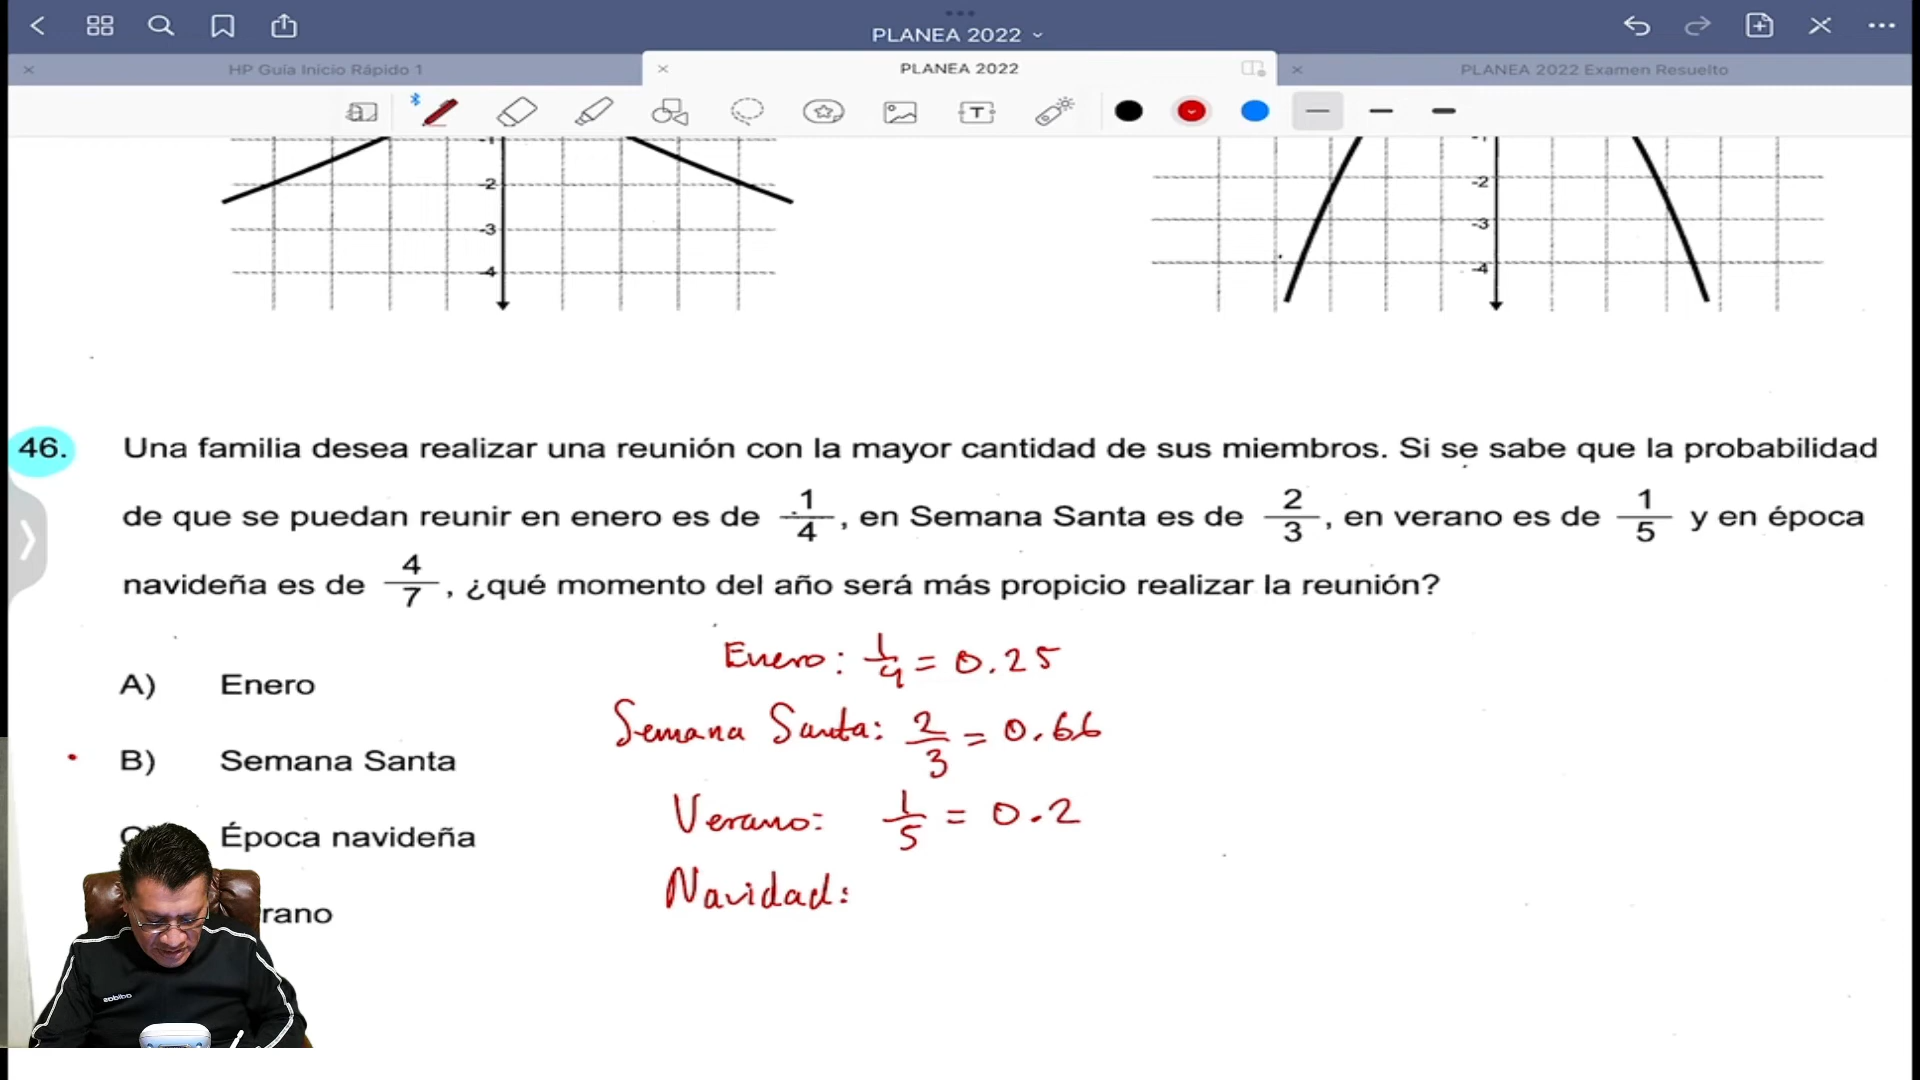 PLANEA 2022
HP Guía Inicio Rápido 1
PLANEA 2022
PLANEA 2022 Examen Resuelto
T
-1
-2
-3
-4
-1
-2
-3
-4
46. Una familia desea realizar una reunión con la mayor cantidad de sus miembros. Si se sabe que la probabilidad
de que se puedan reunir en enero es de 1/4, en Semana Santa es de 2/3, en verano es de 1/5 y en época
navideña es de 4/7, ¿qué momento del año será más propicio realizar la reunión?
A) Enero
B) Semana Santa
Época navideña
rano
Enero: 1/4 = 0.25
Semana Santa: 2/3 = 0.66
Verano: 1/5 = 0.2
Navidad:
adidas